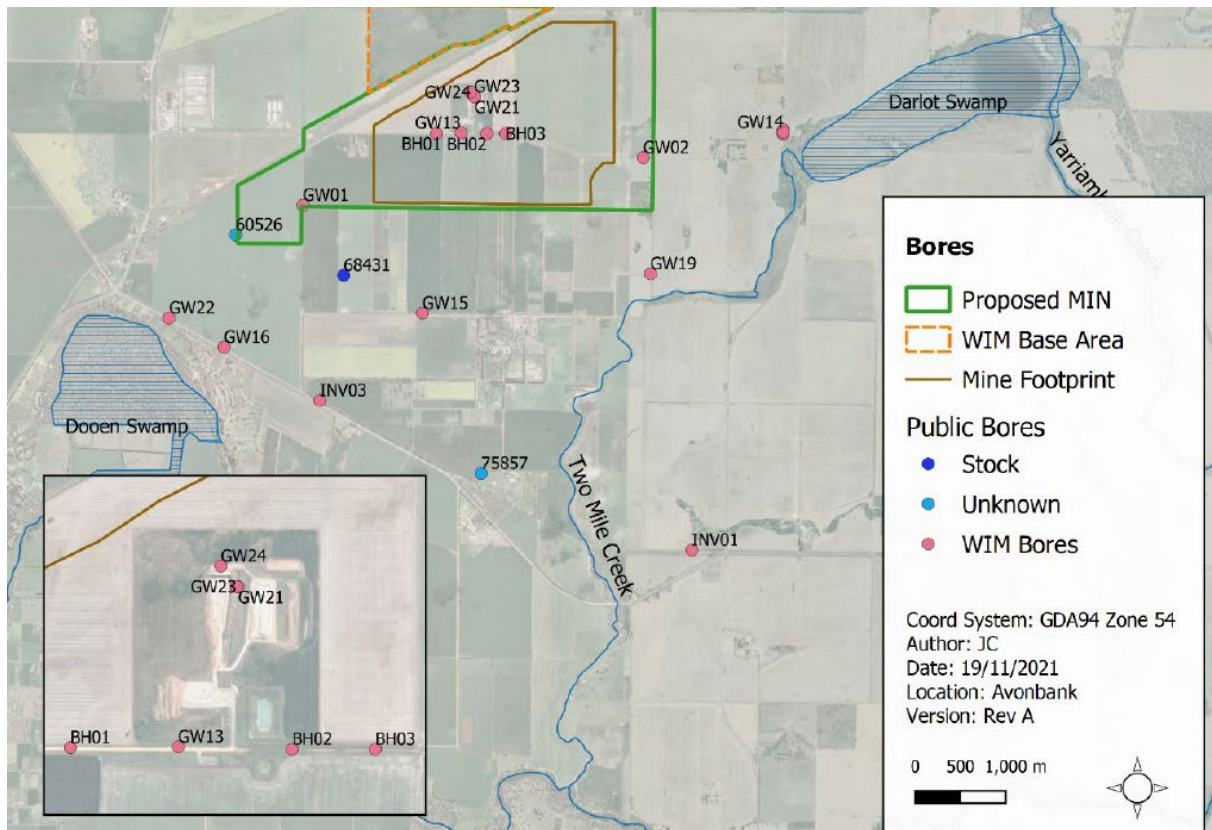 GW24
GW23
GW21
GW13
BH01
BH02
BH03
GW14
Darlot Swamp
GW02
GW01
60526
68431
GW19
GW22
GW15
GW16
INV03
Dooen Swamp
75857
Two Mile Creek
INV01
Creek
GW24
GW23
GW21
BH01
GW13
BH02
BH03
Bores
Proposed MIN
WIM Base Area
Mine Footprint
Public Bores
Stock
Unknown
WIM Bores
Coord System: GDA94 Zone 54
Author: JC
Date: 19/11/2021
Location: Avonbank
Version: Rev A
0 500 1,000 m